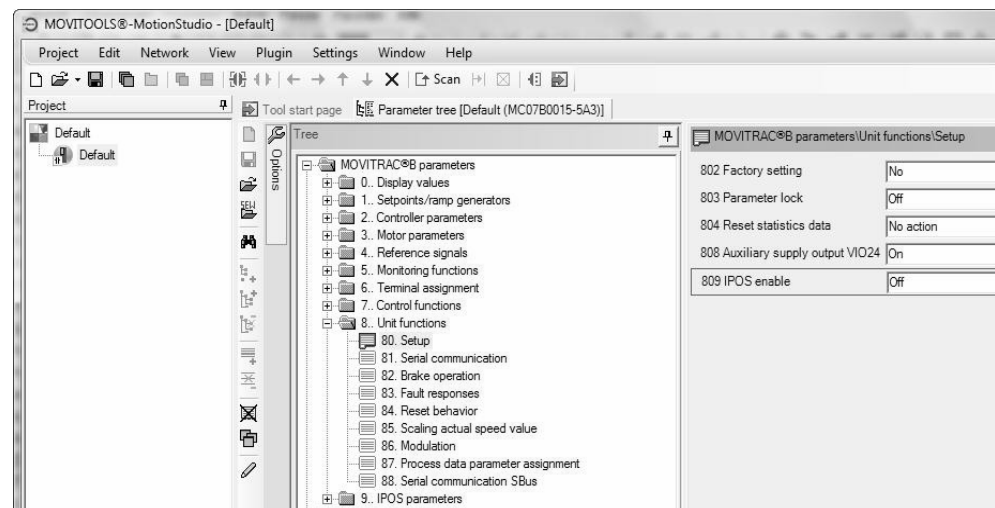 MOVITOOLS®-MotionStudio - [Default]
Project Edit Network View Plugin Settings Window Help
Scan
Project
Tool start page Parameter tree [Default (MC07B0015-5A3)]
Default
Default
Options
Tree
MOVITRAC®B parameters
0.. Display values
1.. Setpoints/ramp generators
2.. Controller parameters
3.. Motor parameters
4.. Reference signals
5.. Monitoring functions
6.. Terminal assignment
7.. Control functions
8.. Unit functions
80. Setup
81. Serial communication
82. Brake operation
83. Fault responses
84. Reset behavior
85. Scaling actual speed value
86. Modulation
87. Process data parameter assignment
88. Serial communication SBus
9.. IPOS parameters
MOVITRAC®B parameters\Unit functions\Setup
802 Factory setting No
803 Parameter lock Off
804 Reset statistics data No action
808 Auxiliary supply output VIO24 On
809 IPOS enable Off
SEW